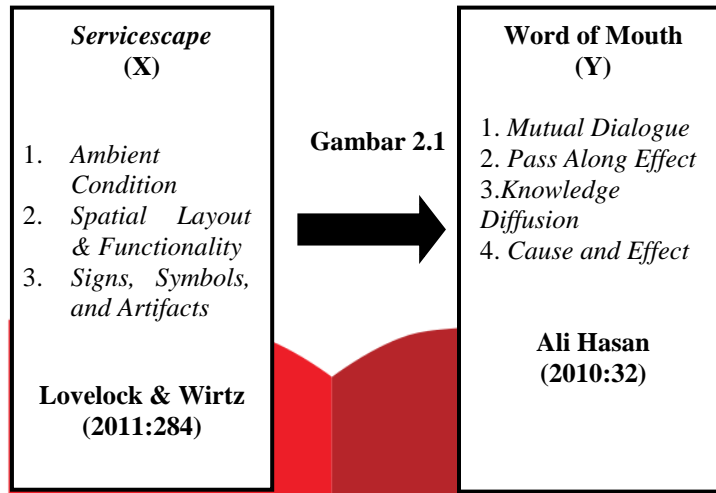 Servicescape
(X)
1. Ambient
Condition
2. Spatial Layout
& Functionality
3. Signs, Symbols,
and Artifacts
Lovelock & Wirtz
(2011:284)
Gambar 2.1
Word of Mouth
(Y)
1. Mutual Dialogue
2. Pass Along Effect
3.Knowledge
Diffusion
4. Cause and Effect
Ali Hasan
(2010:32)